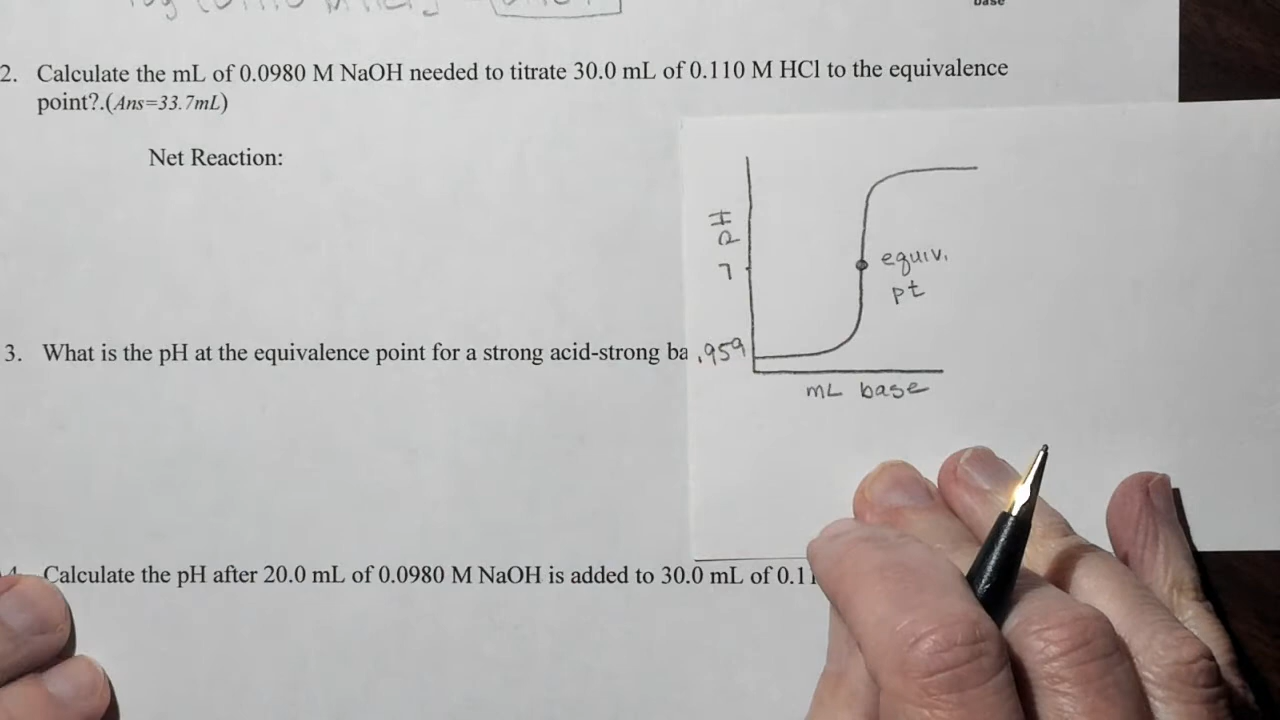 base
2. Calculate the mL of 0.0980 M NaOH needed to titrate 30.0 mL of 0.110 M HCl to the equivalence
point?.(Ans=33.7mL)
Net Reaction:
pH
7
equiv.
pt
3. What is the pH at the equivalence point for a strong acid-strong ba
.959
mL base
Calculate the pH after 20.0 mL of 0.0980 M NaOH is added to 30.0 mL of 0.11